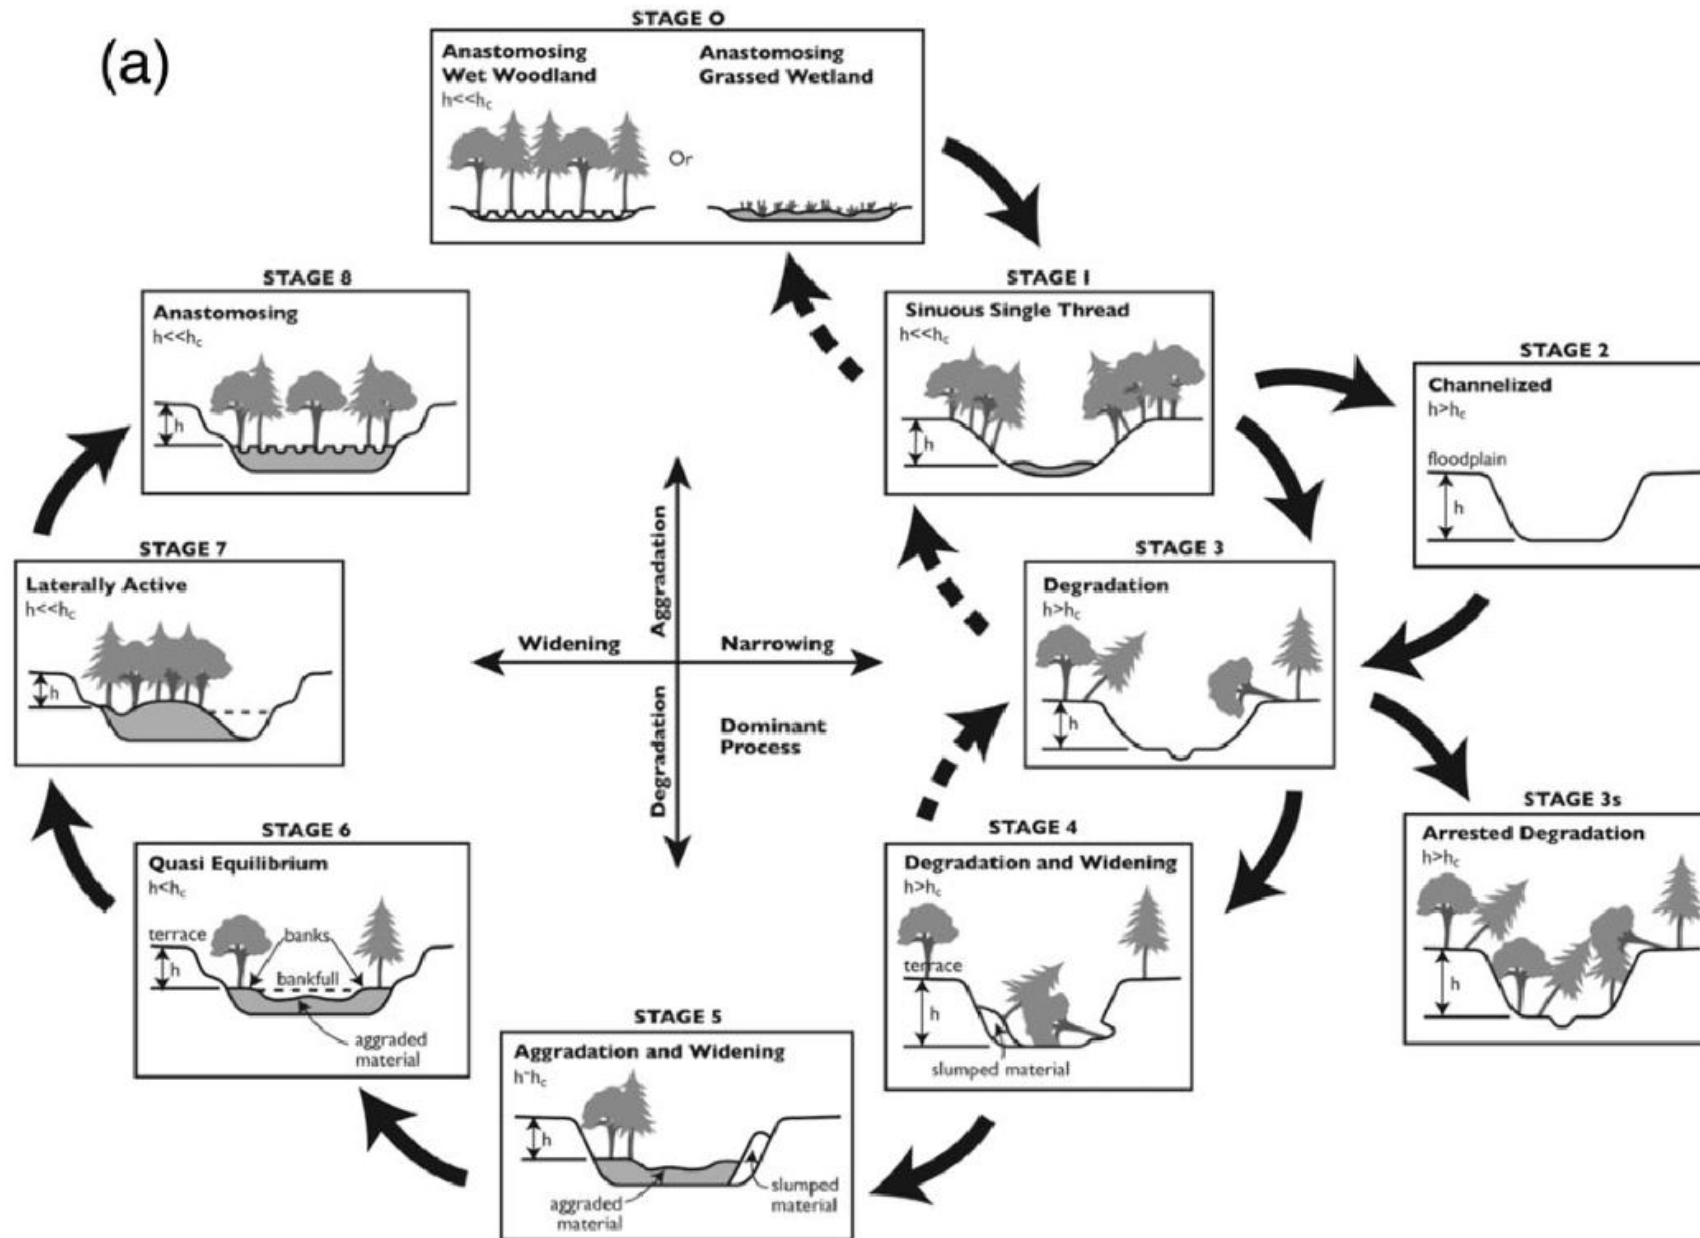 (a)
STAGE O
Anastomosing
Wet Woodland
h<<hc
Or
Anastomosing
Grassed Wetland
STAGE I
Sinuous Single Thread
h<<hc
h
STAGE 2
Channelized
h>hc
floodplain
h
STAGE 3
Degradation
h>hc
h
STAGE 3s
Arrested Degradation
h>hc
h
STAGE 4
Degradation and Widening
h>hc
terrace
h
slumped material
STAGE 5
Aggradation and Widening
h~hc
h
aggraded
material
slumped
material
STAGE 6
Quasi Equilibrium
h<hc
terrace
banks
h
bankfull
aggraded
material
STAGE 7
Laterally Active
h<<hc
h
STAGE 8
Anastomosing
h<<hc
h
Aggradation
Widening
Narrowing
Degradation
Dominant
Process